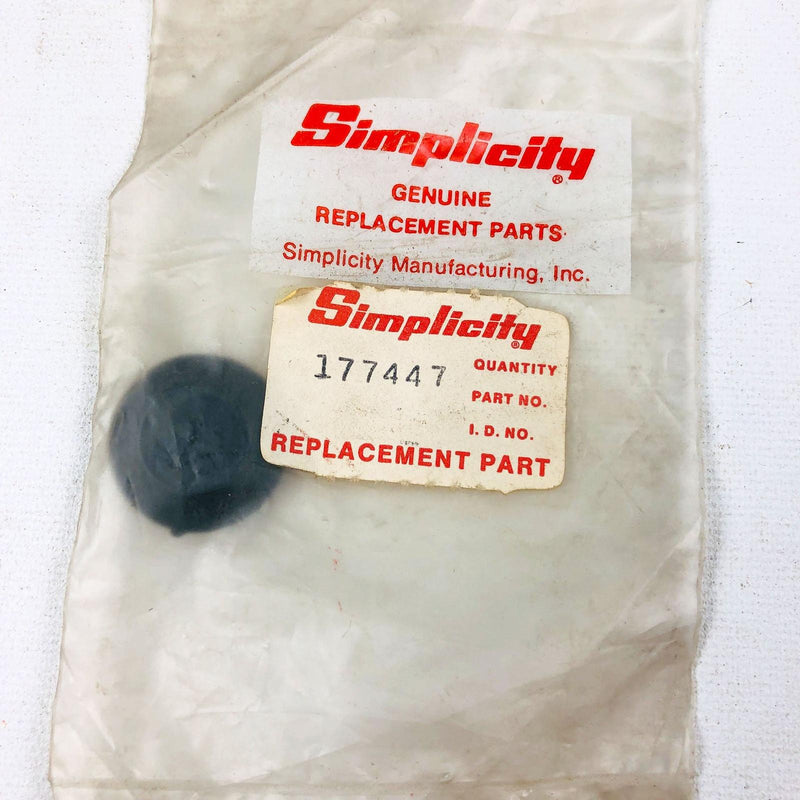 Simplicity®
GENUINE
REPLACEMENT PARTS
Simplicity Manufacturing, Inc.
Simplicity®
177447 QUANTITY
PART NO.
I. D. NO.
REPLACEMENT PART